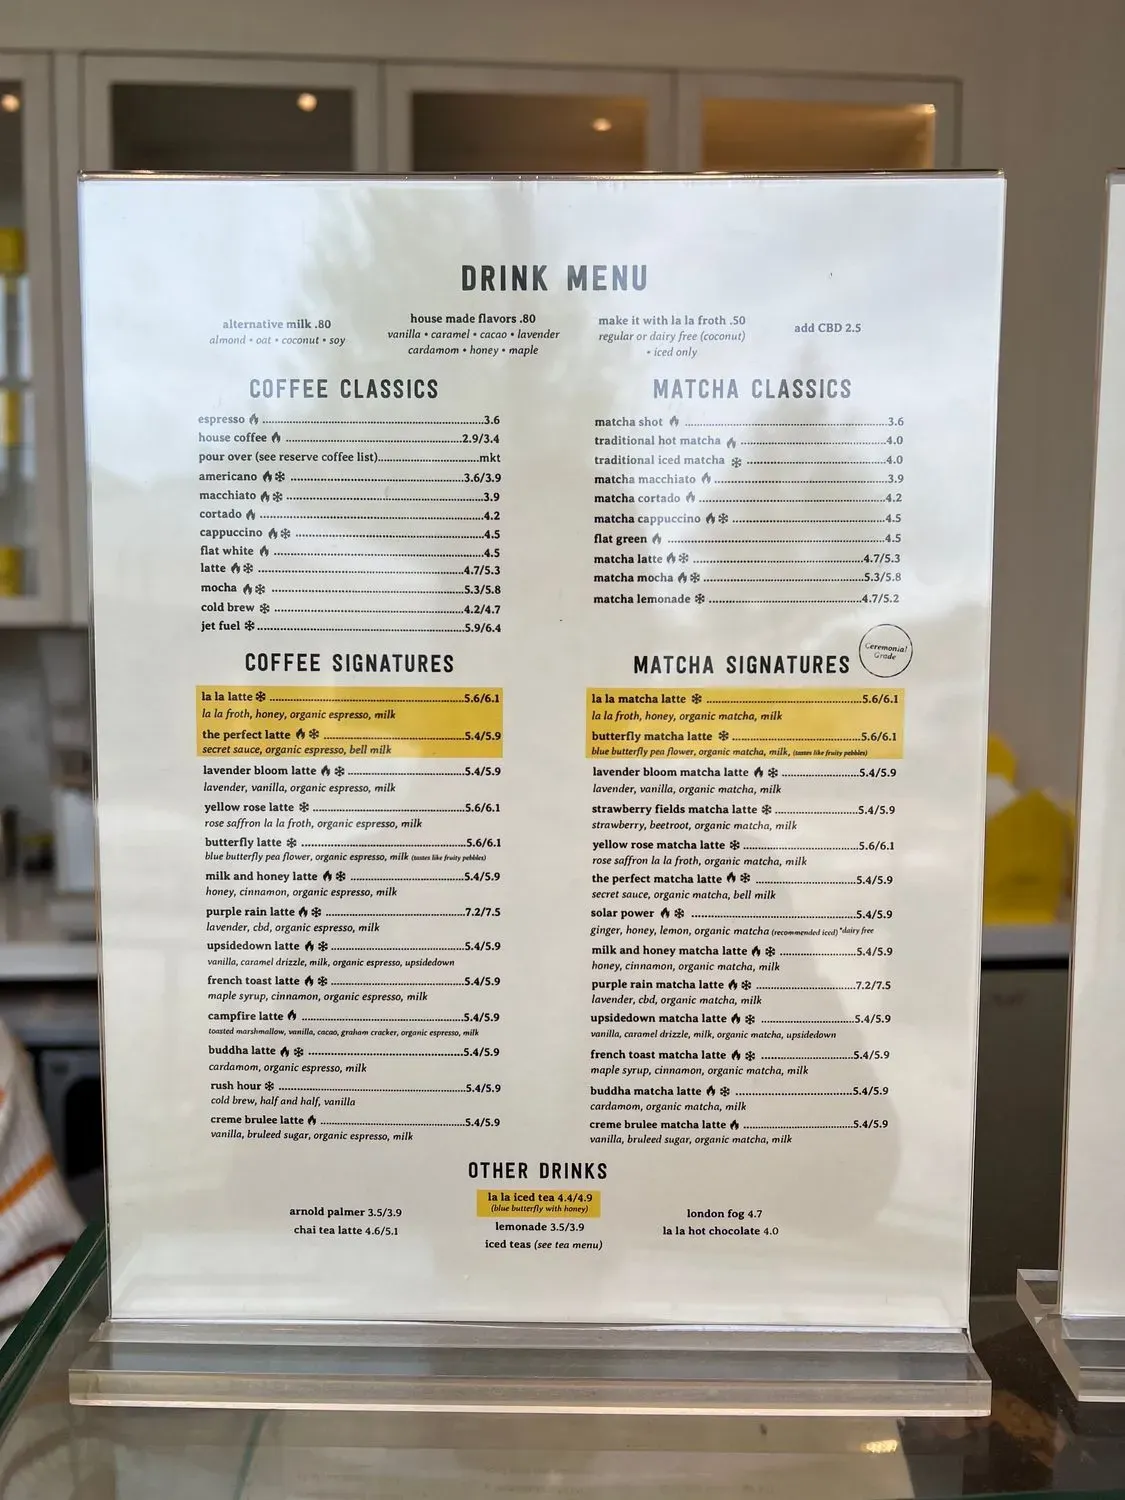 DRINK MENU
alternative milk .80
almond • oat • coconut • soy
house made flavors .80
vanilla • caramel • cacao • lavender
cardamom • honey • maple
make it with la la froth .50
regular or dairy free (coconut)
• iced only
add CBD 2.5
COFFEE CLASSICS
espresso 3.6
house coffee 2.9/3.4
pour over (see reserve coffee list) mkt
americano 3.6/3.9
macchiato 3.9
cortado 4.2
cappuccino 4.5
flat white 4.5
latte 4.7/5.3
mocha 5.3/5.8
cold brew 4.2/4.7
jet fuel 5.9/6.4
MATCHA CLASSICS
matcha shot 3.6
traditional hot matcha 4.0
traditional iced matcha 4.0
matcha macchiato 3.9
matcha cortado 4.2
matcha cappuccino 4.5
flat green 4.5
matcha latte 4.7/5.3
matcha mocha 5.3/5.8
matcha lemonade 4.7/5.2
COFFEE SIGNATURES
la la latte 5.6/6.1
la la froth, honey, organic espresso, milk
the perfect latte 5.4/5.9
secret sauce, organic espresso, bell milk
lavender bloom latte 5.4/5.9
lavender, vanilla, organic espresso, milk
yellow rose latte 5.6/6.1
rose saffron la la froth, organic espresso, milk
butterfly latte 5.6/6.1
blue butterfly pea flower, organic espresso, milk (tastes like fruity pebbles)
milk and honey latte 5.4/5.9
honey, cinnamon, organic espresso, milk
purple rain latte 7.2/7.5
lavender, cbd, organic espresso, milk
upsidedown latte 5.4/5.9
vanilla, caramel drizzle, milk, organic espresso, upsidedown
french toast latte 5.4/5.9
maple syrup, cinnamon, organic espresso, milk
campfire latte 5.4/5.9
toasted marshmallow, vanilla, cacao, graham cracker, organic espresso, milk
buddha latte 5.4/5.9
cardamom, organic espresso, milk
rush hour 5.4/5.9
cold brew, half and half, vanilla
creme brulee latte 5.4/5.9
vanilla, bruleed sugar, organic espresso, milk
MATCHA SIGNATURES
Ceremonial
Grade
la la matcha latte 5.6/6.1
la la froth, honey, organic matcha, milk
butterfly matcha latte 5.6/6.1
blue butterfly pea flower, organic matcha, milk, (tastes like fruity pebbles)
lavender bloom matcha latte 5.4/5.9
lavender, vanilla, organic matcha, milk
strawberry fields matcha latte 5.4/5.9
strawberry, beetroot, organic matcha, milk
yellow rose matcha latte 5.6/6.1
rose saffron la la froth, organic matcha, milk
the perfect matcha latte 5.4/5.9
secret sauce, organic matcha, bell milk
solar power 5.4/5.9
ginger, honey, lemon, organic matcha (recommended iced) *dairy free
milk and honey matcha latte 5.4/5.9
honey, cinnamon, organic matcha, milk
purple rain matcha latte 7.2/7.5
lavender, cbd, organic matcha, milk
upsidedown matcha latte 5.4/5.9
vanilla, caramel drizzle, milk, organic matcha, upsidedown
french toast matcha latte 5.4/5.9
maple syrup, cinnamon, organic matcha, milk
buddha matcha latte 5.4/5.9
cardamom, organic matcha, milk
creme brulee matcha latte 5.4/5.9
vanilla, bruleed sugar, organic matcha, milk
OTHER DRINKS
arnold palmer 3.5/3.9
chai tea latte 4.6/5.1
la la iced tea 4.4/4.9
(blue butterfly with honey)
lemonade 3.5/3.9
iced teas (see tea menu)
london fog 4.7
la la hot chocolate 4.0